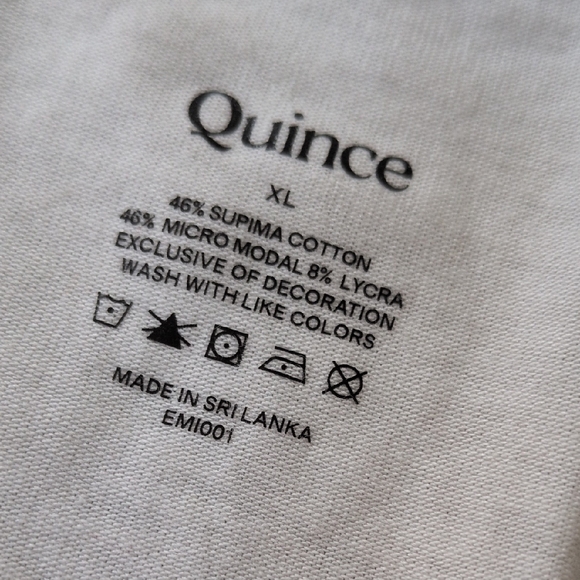 Quince
XL
46% SUPIMA COTTON
46% MICRO MODAL 8% LYCRA
EXCLUSIVE OF DECORATION
WASH WITH LIKE COLORS
MADE IN SRI LANKA
EMI001